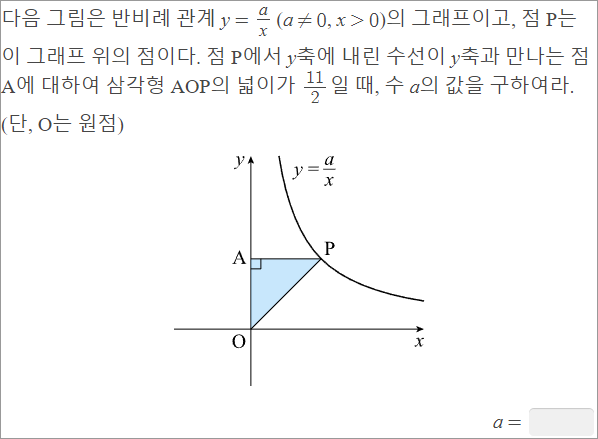 다음 그림은 반비례 관계 y = a/x (a ≠ 0, x > 0)의 그래프이고, 점 P는
이 그래프 위의 점이다. 점 P에서 y축에 내린 수선이 y축과 만나는 점
A에 대하여 삼각형 AOP의 넓이가 11/2 일 때, 수 a의 값을 구하여라.
(단, O는 원점)
y
y = a/x
A
P
O
x
a =